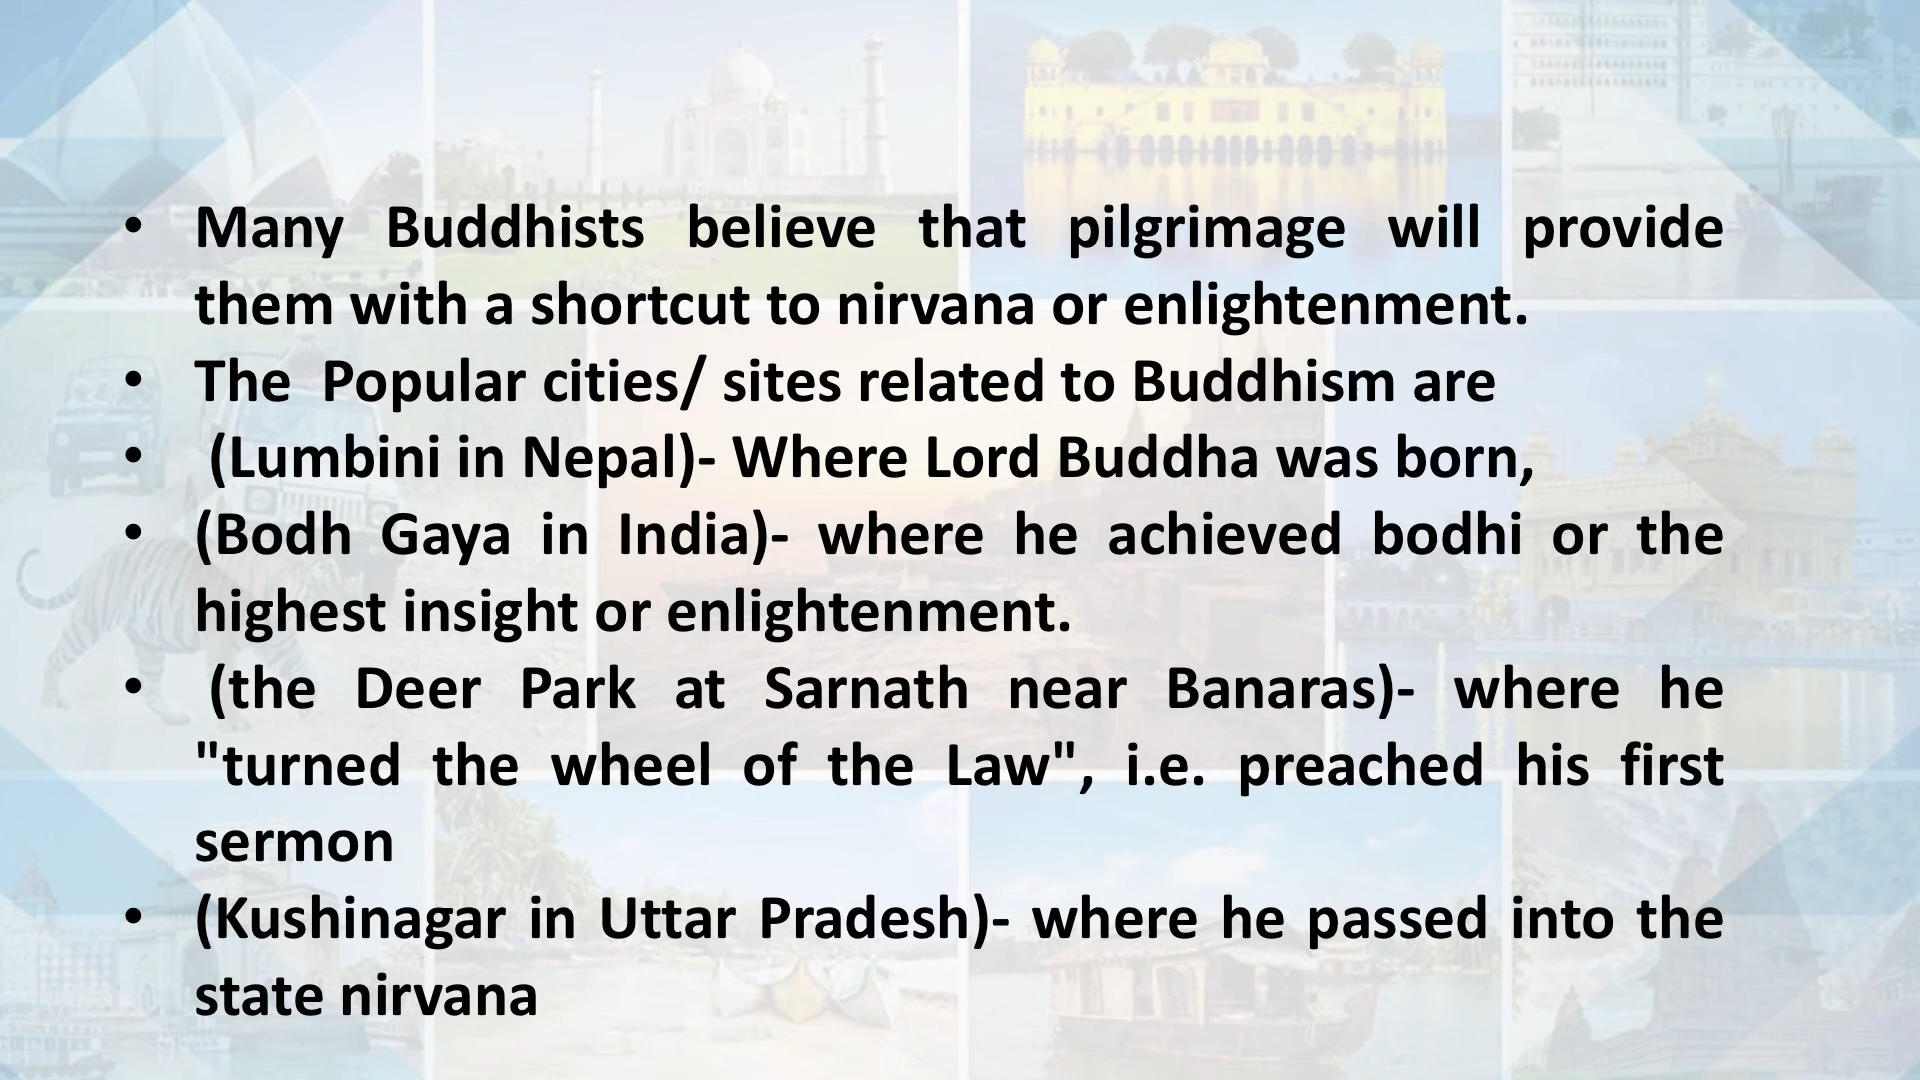 • Many Buddhists believe that pilgrimage will provide
them with a shortcut to nirvana or enlightenment.
• The  Popular cities/ sites related to Buddhism are
•  (Lumbini in Nepal)- Where Lord Buddha was born,
• (Bodh Gaya in India)- where he achieved bodhi or the
highest insight or enlightenment.
•  (the Deer Park at Sarnath near Banaras)- where he
"turned the wheel of the Law", i.e. preached his first
sermon
• (Kushinagar in Uttar Pradesh)- where he passed into the
state nirvana